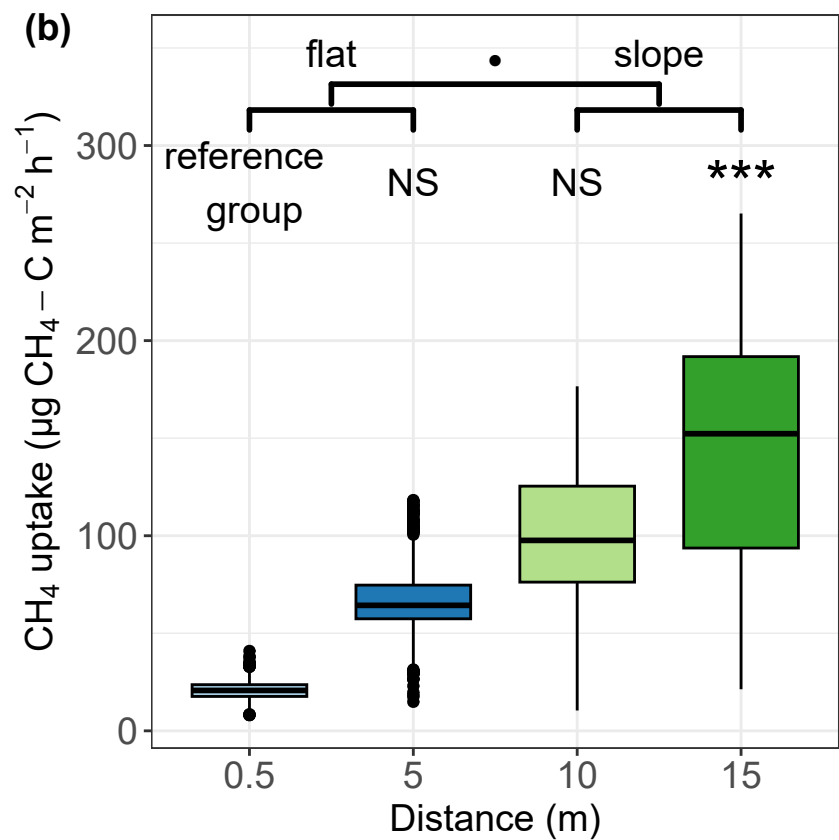 (b)
flat • slope
reference
group
NS
NS
***
CH₄ uptake (µg CH₄ – C m⁻² h⁻¹)
300
200
100
0
0.5 5 10 15
Distance (m)